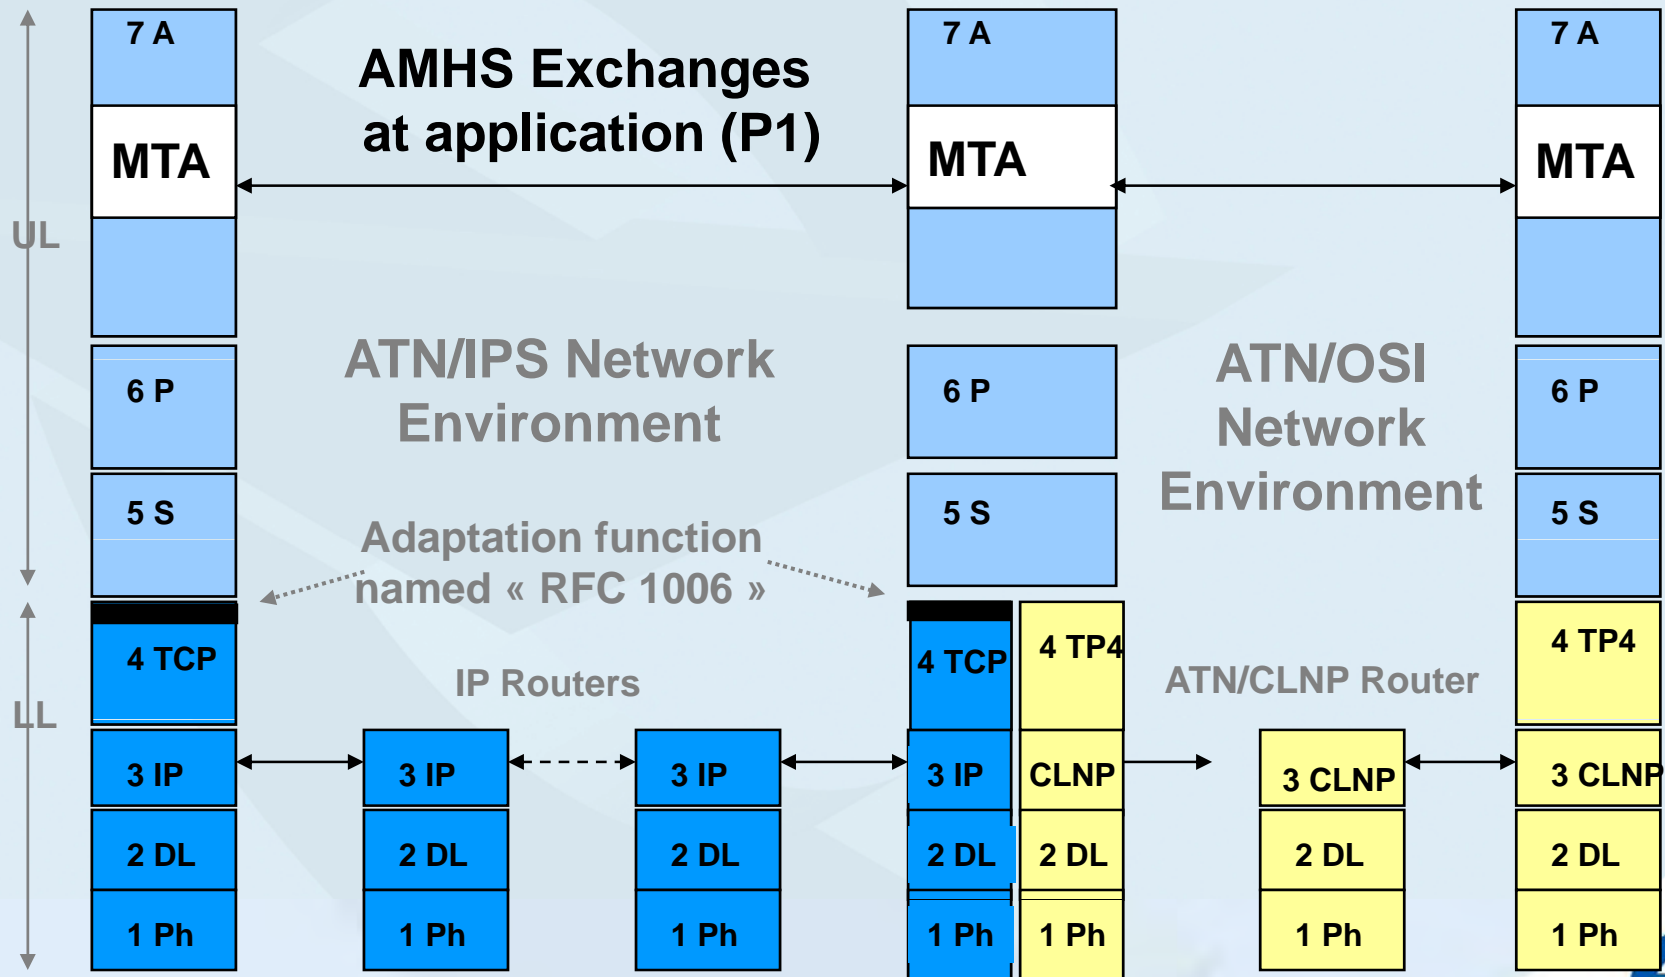 7 A
7 A
7 A
AMHS Exchanges
at application (P1)
MTA
MTA
MTA
UL
ATN/IPS Network
Environment
ATN/OSI
Network
Environment
6 P
6 P
6 P
5 S
5 S
5 S
Adaptation function
named « RFC 1006 »
4 TCP
4 TCP
4 TP4
4 TP4
IP Routers
ATN/CLNP Router
LL
3 IP
3 IP
3 IP
3 IP
CLNP
3 CLNP
3 CLNP
2 DL
2 DL
2 DL
2 DL
2 DL
2 DL
2 DL
1 Ph
1 Ph
1 Ph
1 Ph
1 Ph
1 Ph
1 Ph